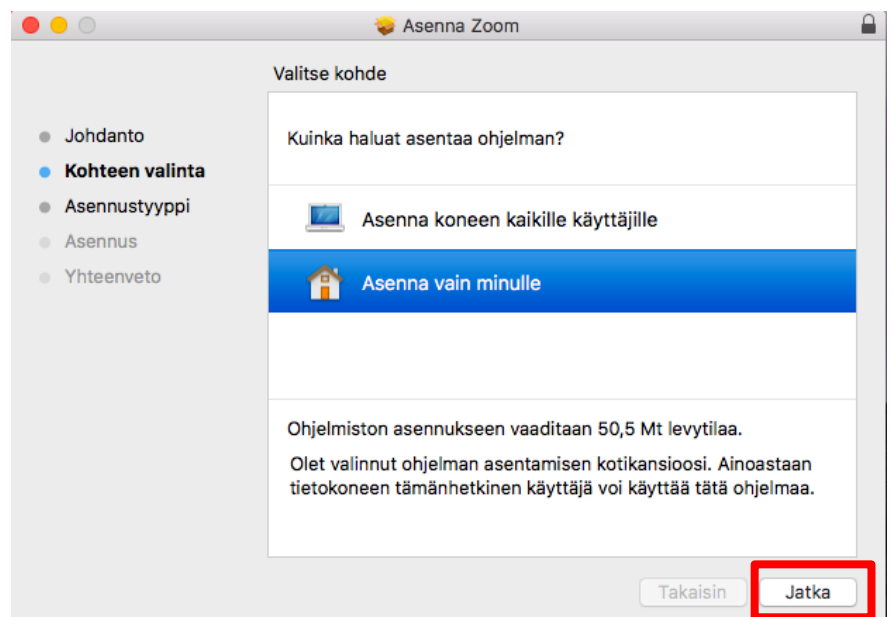 Asenna Zoom
Valitse kohde
Johdanto
Kohteen valinta
Asennustyyppi
Asennus
Yhteenveto
Kuinka haluat asentaa ohjelman?
Asenna koneen kaikille käyttäjille
Asenna vain minulle
Ohjelmiston asennukseen vaaditaan 50,5 Mt levytilaa.
Olet valinnut ohjelman asentamisen kotikansioosi. Ainoastaan
tietokoneen tämänhetkinen käyttäjä voi käyttää tätä ohjelmaa.
Takaisin
Jatka